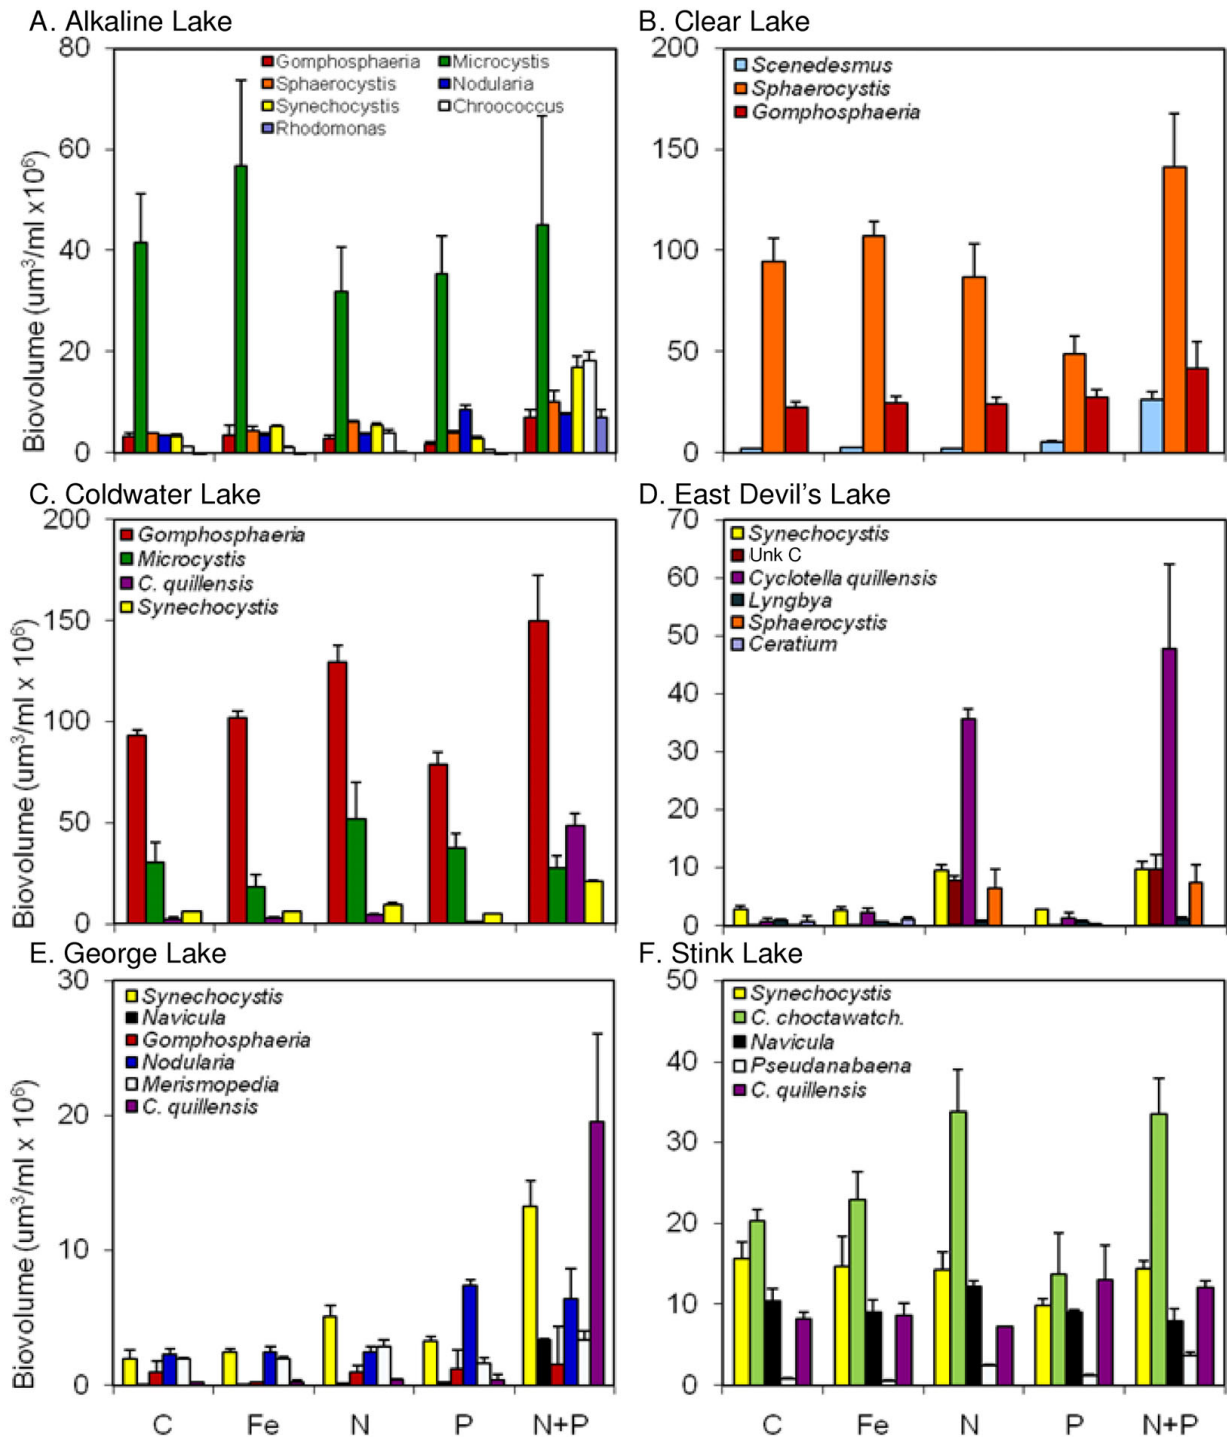 A. Alkaline Lake
80
60
40
20
0
Biovolume (um³/ml x10⁶)
Gomphosphaeria Microcystis
Sphaerocystis Nodularia
Synechocystis Chroococcus
Rhodomonas
B. Clear Lake
200
150
100
50
0
Scenedesmus
Sphaerocystis
Gomphosphaeria
C. Coldwater Lake
200
150
100
50
0
Biovolume (um³/ml x 10⁶)
Gomphosphaeria
Microcystis
C. quillensis
Synechocystis
D. East Devil’s Lake
70
60
50
40
30
20
10
0
Synechocystis
Unk C
Cyclotella quillensis
Lyngbya
Sphaerocystis
Ceratium
E. George Lake
30
20
10
0
Biovolume (um³/ml x 10⁶)
Synechocystis
Navicula
Gomphosphaeria
Nodularia
Merismopedia
C. quillensis
C Fe N P N+P
F. Stink Lake
50
40
30
20
10
0
Synechocystis
C. choctawatch.
Navicula
Pseudanabaena
C. quillensis
C Fe N P N+P